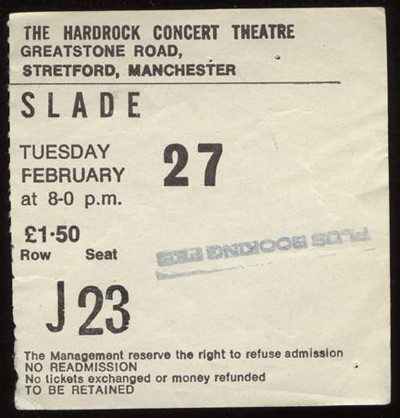 THE HARDROCK CONCERT THEATRE
GREATSTONE ROAD,
STRETFORD, MANCHESTER
SLADE
TUESDAY
FEBRUARY 27
at 8-0 p.m.
£1·50
Row Seat
PLUS BOOKING FEE
J 23
The Management reserve the right to refuse admission
NO READMISSION
No tickets exchanged or money refunded
TO BE RETAINED